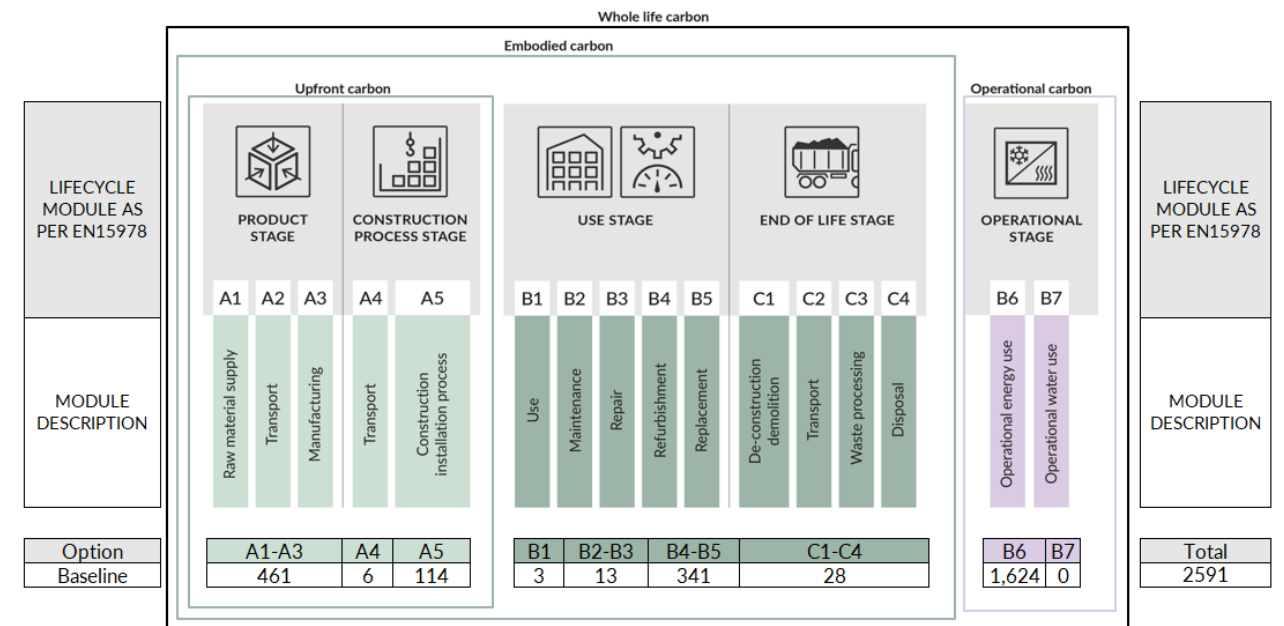 Whole life carbon
Embodied carbon
Upfront carbon
Operational carbon
LIFECYCLE
MODULE AS
PER EN15978
PRODUCT
STAGE
CONSTRUCTION
PROCESS STAGE
USE STAGE
END OF LIFE STAGE
OPERATIONAL
STAGE
LIFECYCLE
MODULE AS
PER EN15978
A1 A2 A3 A4 A5 B1 B2 B3 B4 B5 C1 C2 C3 C4 B6 B7
MODULE
DESCRIPTION
Raw material supply
Transport
Manufacturing
Transport
Construction
installation process
Use
Maintenance
Repair
Refurbishment
Replacement
De-construction
demolition
Transport
Waste processing
Disposal
Operational energy use
Operational water use
MODULE
DESCRIPTION
Option A1-A3 A4 A5 B1 B2-B3 B4-B5 C1-C4 B6 B7 Total
Baseline 461 6 114 3 13 341 28 1,624 0 2591